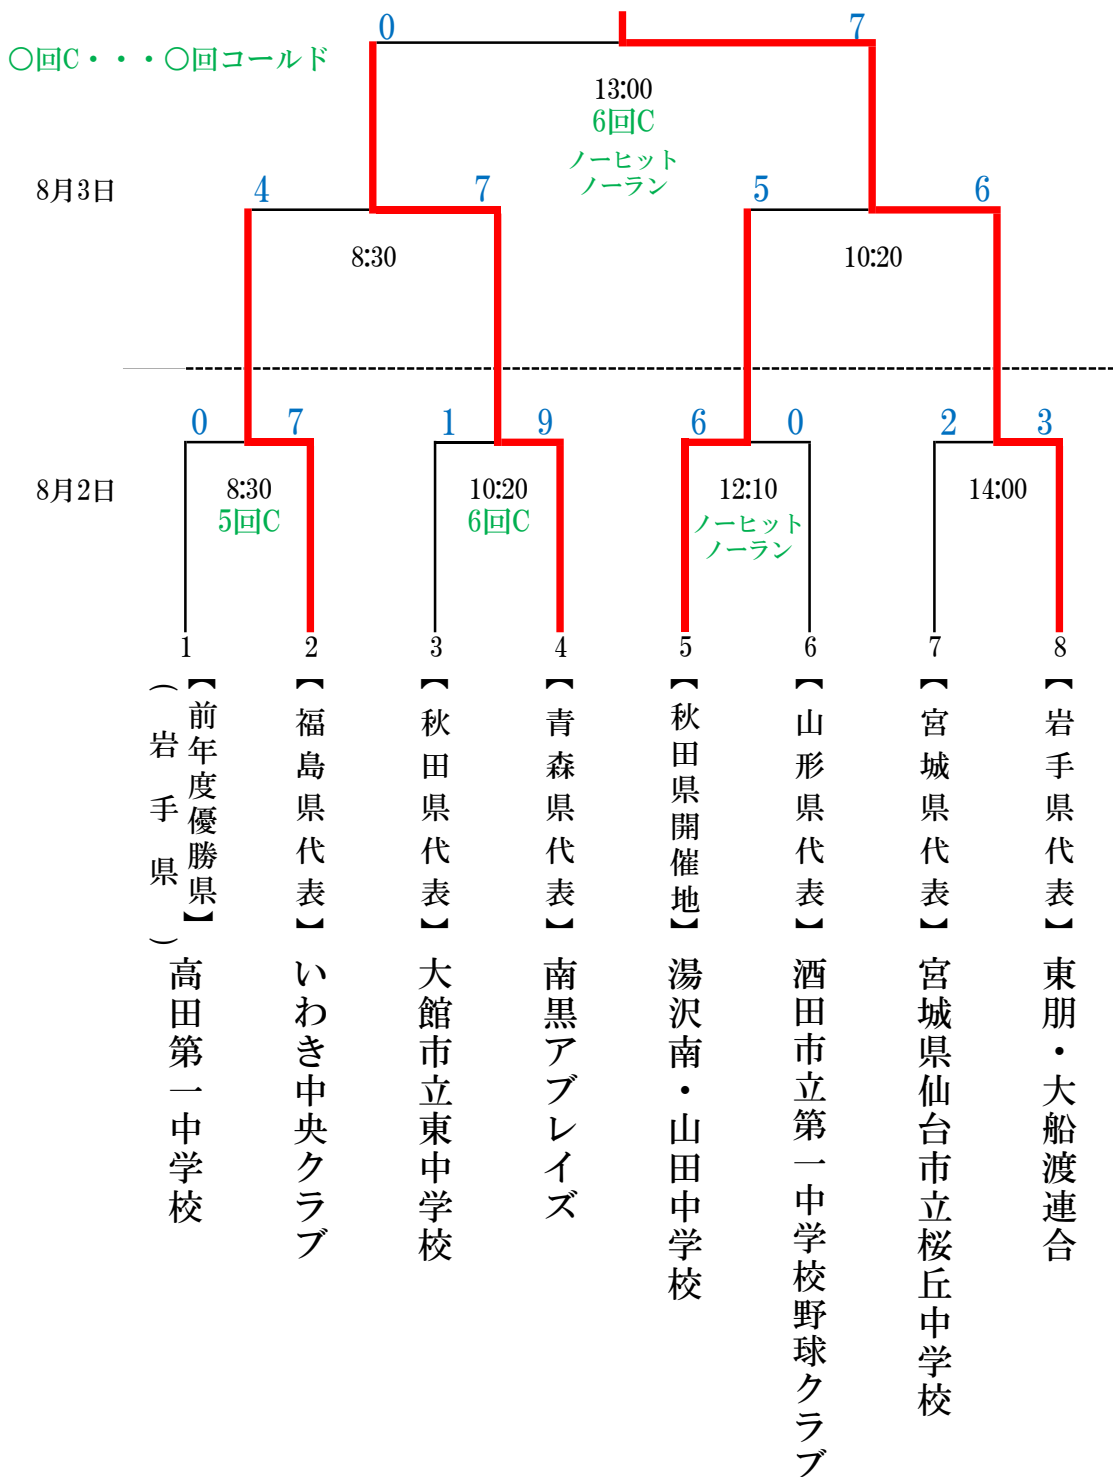 〇回C・・・〇回コールド
0
7
13:00
6回C
ノーヒット
ノーラン
8月3日
4
7
5
6
8:30
10:20
0
7
1
9
6
0
2
3
8月2日
8:30
5回C
10:20
6回C
12:10
ノーヒット
ノーラン
14:00
1
2
3
4
5
6
7
8
【前年度優勝県】
(岩手県)
高田第一中学校
【福島県代表】いわき中央クラブ
【秋田県代表】大館市立東中学校
【青森県代表】南黒アブレイズ
【秋田県開催地】湯沢南・山田中学校
【山形県代表】酒田市立第一中学校野球クラブ
【宮城県代表】宮城県仙台市立桜丘中学校
【岩手県代表】東朋・大船渡連合